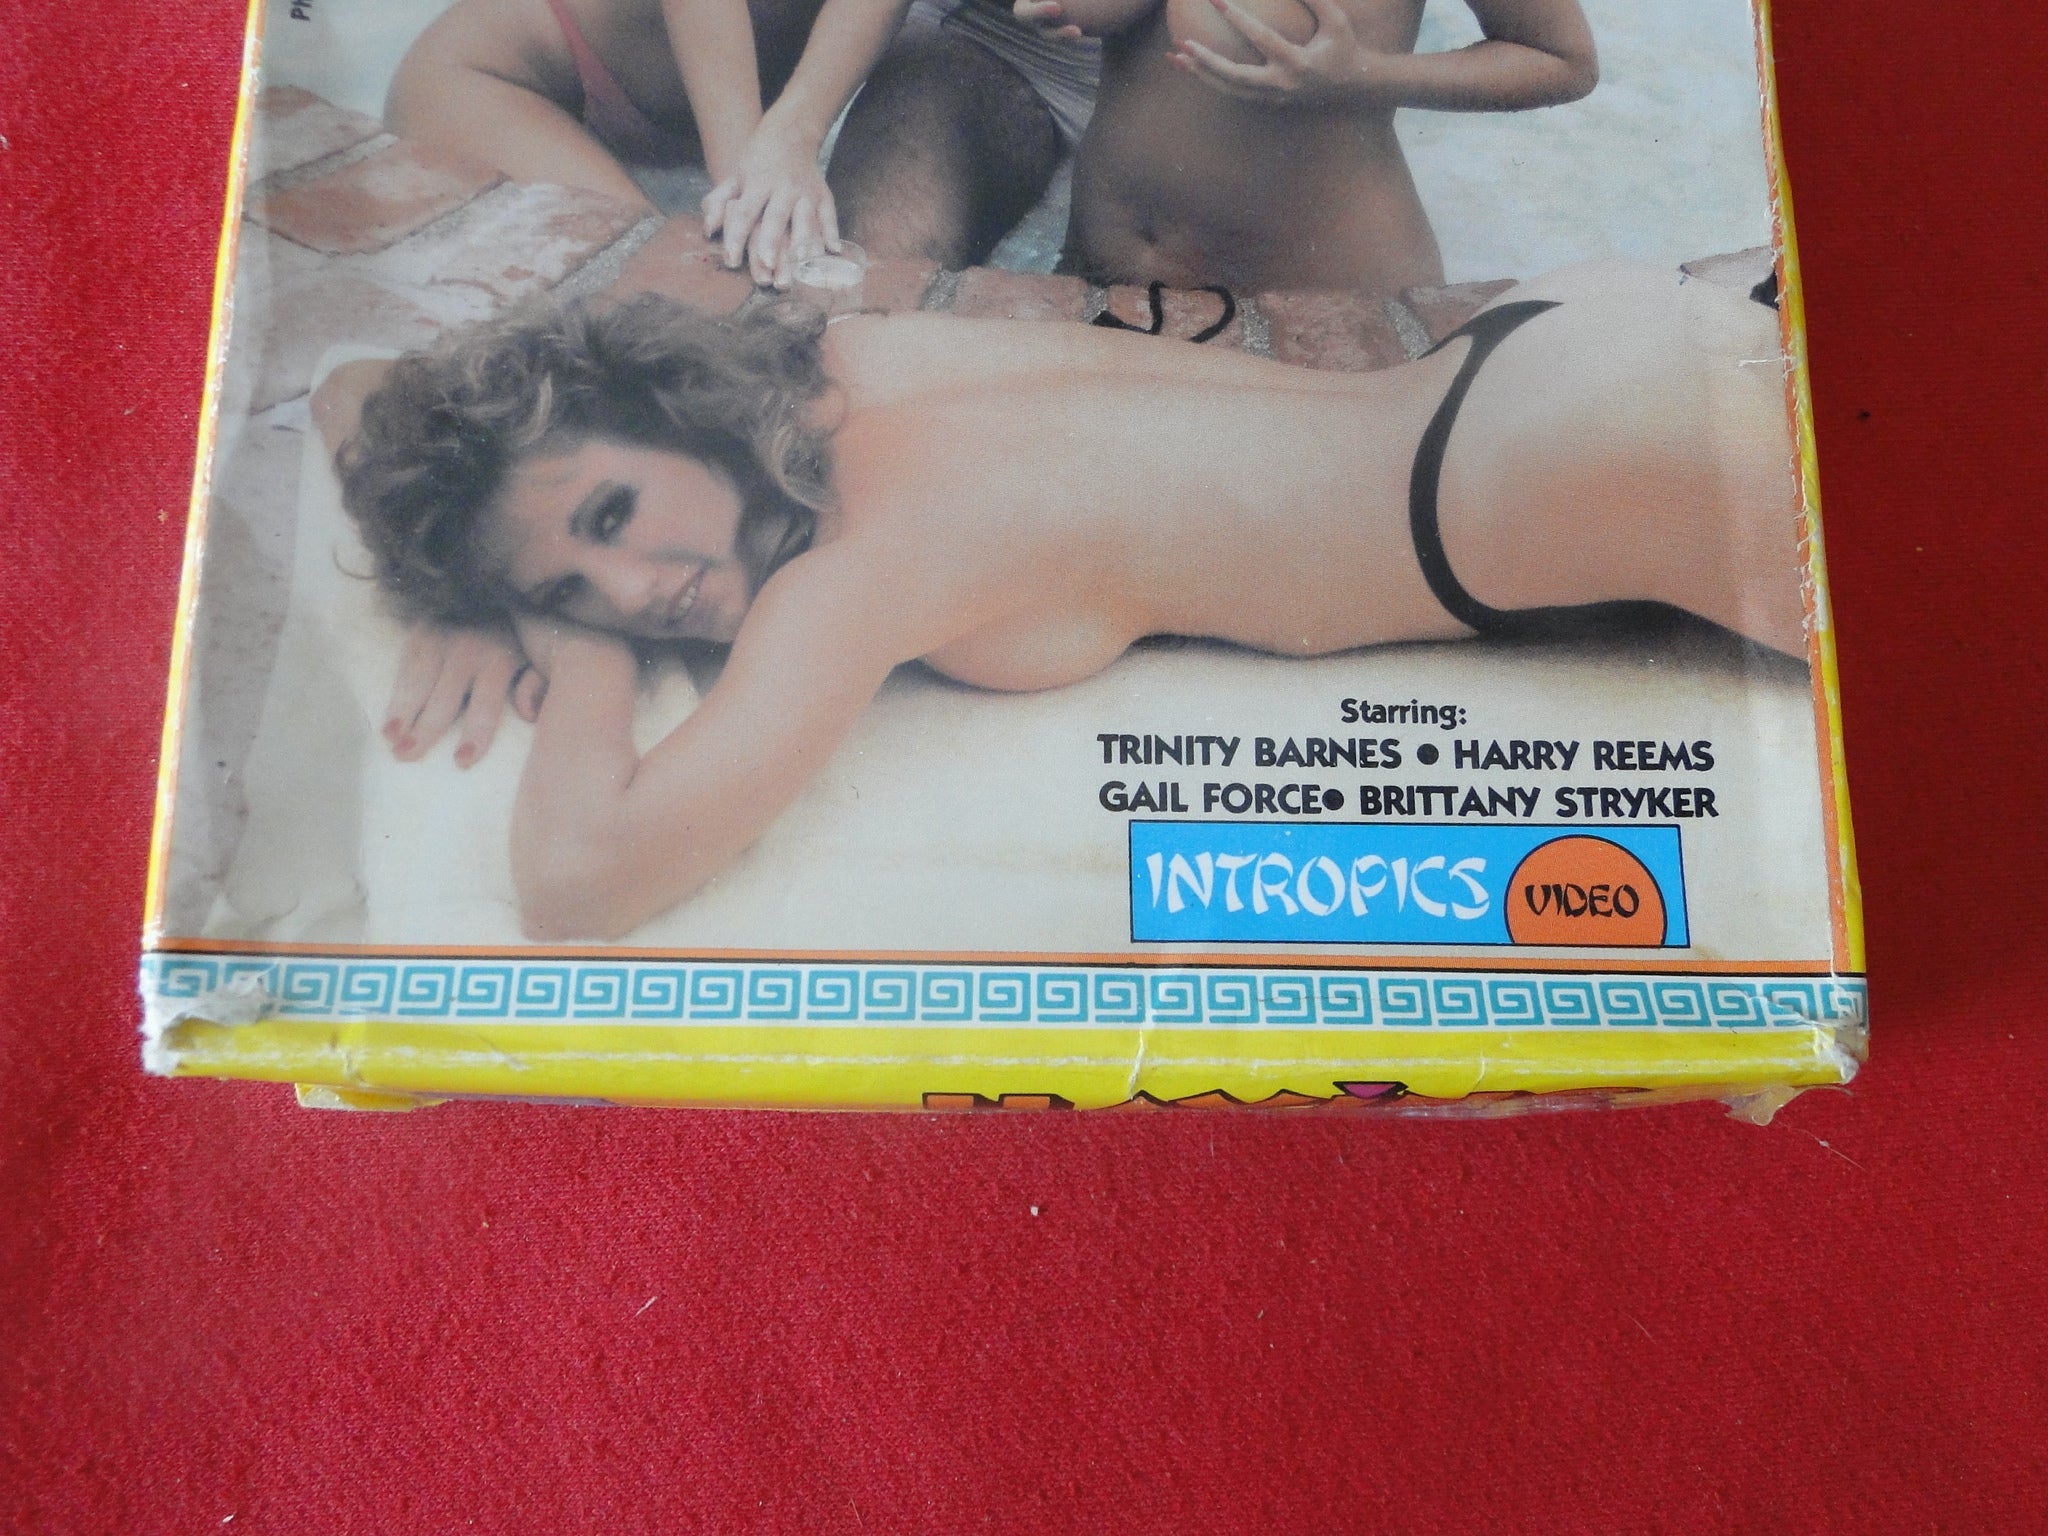 Starring:
TRINITY BARNES • HARRY REEMS
GAIL FORCE • BRITTANY STRYKER
INTROPICS VIDEO